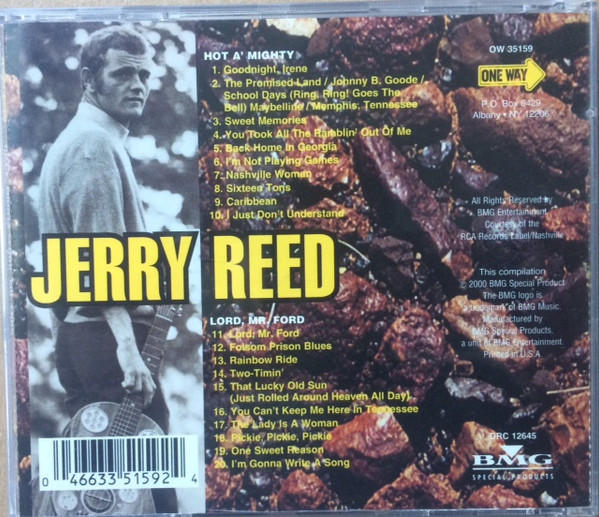 HOT A' MIGHTY
1. Goodnight, Irene
2. The Promised Land / Johnny B. Goode /
School Days (Ring, Ring! Goes The
Bell) Maybelline / Memphis, Tennessee
3. Sweet Memories
4. You Took All The Ramblin' Out Of Me
5. Back Home In Georgia
6. I'm Not Playing Games
7. Nashville Woman
8. Sixteen Tons
9. Caribbean
10. I Just Don't Understand
JERRY REED
LORD, MR. FORD
11. Lord, Mr. Ford
12. Folsom Prison Blues
13. Rainbow Ride
14. Two-Timin'
15. That Lucky Old Sun
(Just Rolled Around Heaven All Day)
16. You Can't Keep Me Here In Tennessee
17. The Lady Is A Woman
18. Pickie, Pickie, Pickie
19. One Sweet Reason
20. I'm Gonna Write A Song
0 46633 51592 4
OW 35159
ONE WAY
P.O. Box 6429
Albany • NY 12206
All Rights Reserved by
BMG Entertainment
Courtesy of the
RCA Records Label/Nashville
This compilation
© 2000 BMG Special Product
The BMG logo is
a trademark of BMG Music.
Manufactured by
BMG Special Products,
a unit of BMG Entertainment
Printed in U.S.A.
DRC 12645
BMG
SPECIAL PRODUCTS